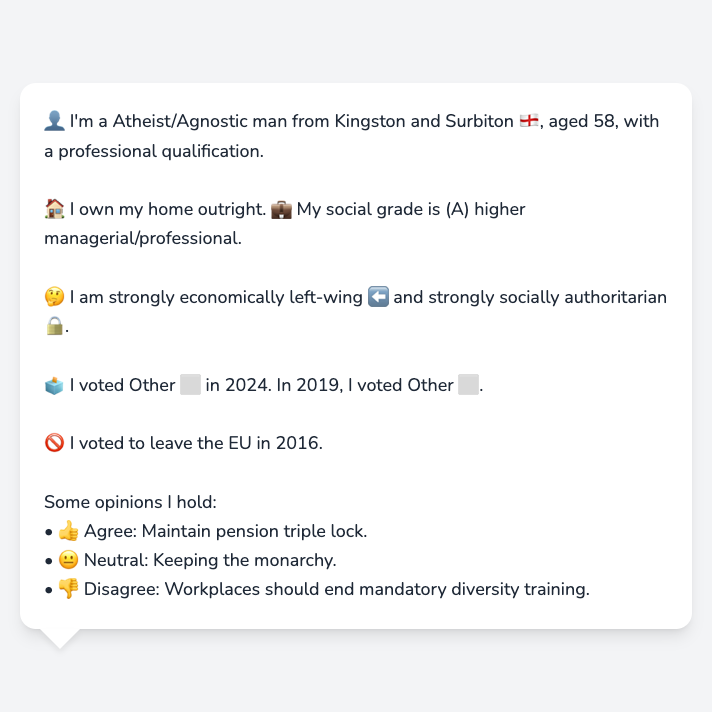 👤 I'm a Atheist/Agnostic man from Kingston and Surbiton 🏴󠁧󠁢󠁥󠁮󠁧󠁿, aged 58, with
a professional qualification.
🏠 I own my home outright. 💼 My social grade is (A) higher
managerial/professional.
🤔 I am strongly economically left-wing ⬅️ and strongly socially authoritarian
🔒.
🗳️ I voted Other ⬜ in 2024. In 2019, I voted Other ⬜.
🚫 I voted to leave the EU in 2016.
Some opinions I hold:
• 👍 Agree: Maintain pension triple lock.
• 😐 Neutral: Keeping the monarchy.
• 👎 Disagree: Workplaces should end mandatory diversity training.